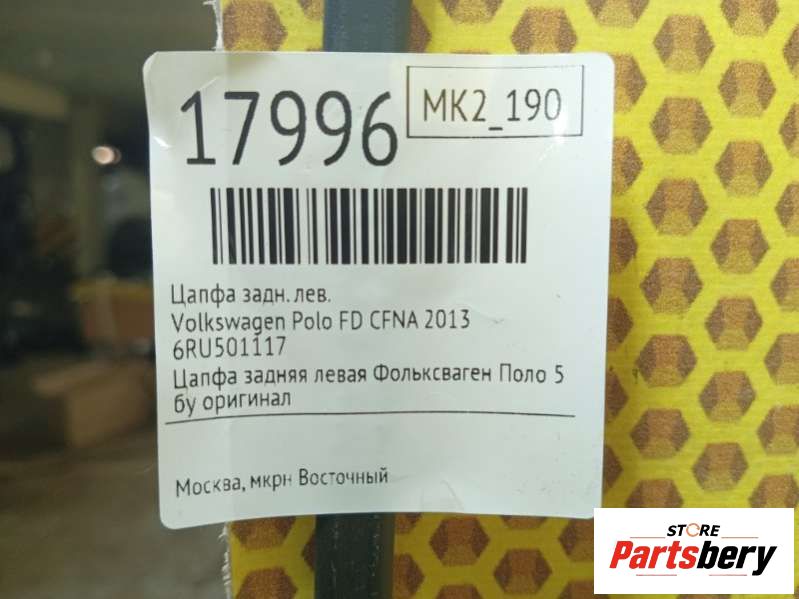 17996
МК2_190
Цапфа задн. лев.
Volkswagen Polo FD CFNA 2013
6RU501117
Цапфа задняя левая Фольксваген Поло 5
бу оригинал
Москва, мкрн Восточный
STORE
Partsbery